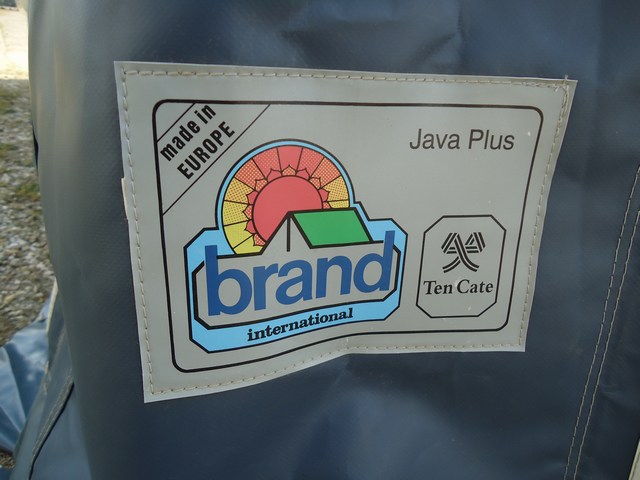 made in
EUROPE
Java Plus
brand
international
Ten Cate